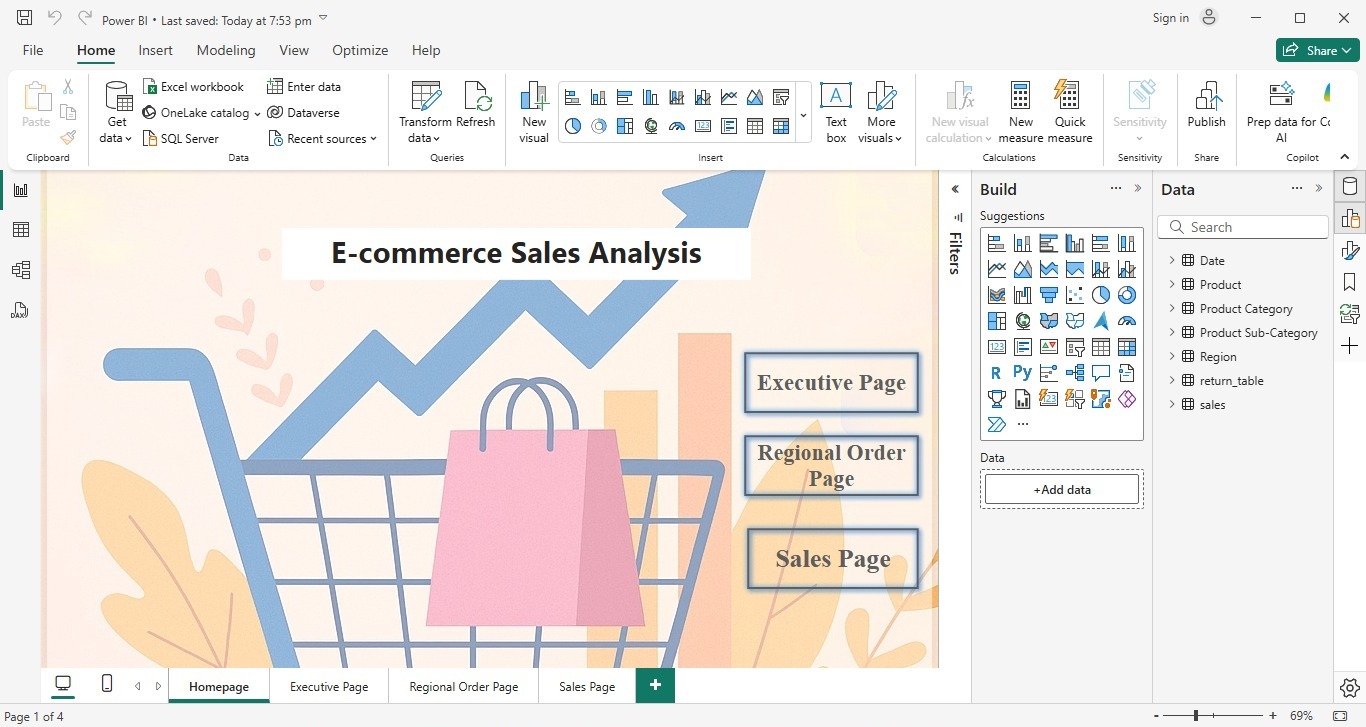 Power BI • Last saved: Today at 7:53 pm
Sign in
File Home Insert Modeling View Optimize Help
Share
Paste
Clipboard
Get
data
Excel workbook
OneLake catalog
SQL Server
Enter data
Dataverse
Recent sources
Data
Transform
data
Refresh
Queries
New
visual
Insert
Text
box
More
visuals
New visual
calculation
New
measure
Quick
measure
Calculations
Sensitivity
Sensitivity
Publish
Share
Prep data for
AI
Copilot
E-commerce Sales Analysis
Executive Page
Regional Order
Page
Sales Page
Filters
Build
Suggestions
R Py
123
Data
+Add data
Data
Search
Date
Product
Product Category
Product Sub-Category
Region
return_table
sales
DAX
Homepage Executive Page Regional Order Page Sales Page +
Page 1 of 4
- + 69%